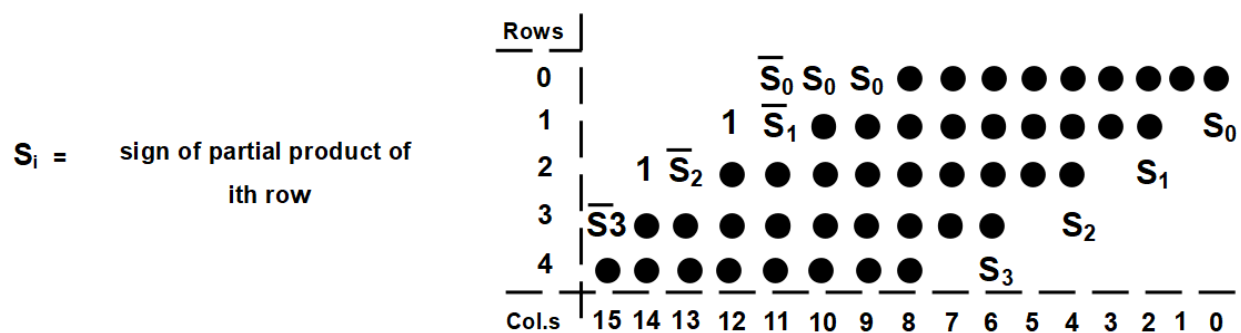 Rows
0 S̅₀ S₀ S₀
1 1 S̅₁ S₀
Sᵢ = sign of partial product of
ith row
2 1 S̅₂ S₁
3 S̅3 S₂
4 S₃
Col.s 15 14 13 12 11 10 9 8 7 6 5 4 3 2 1 0